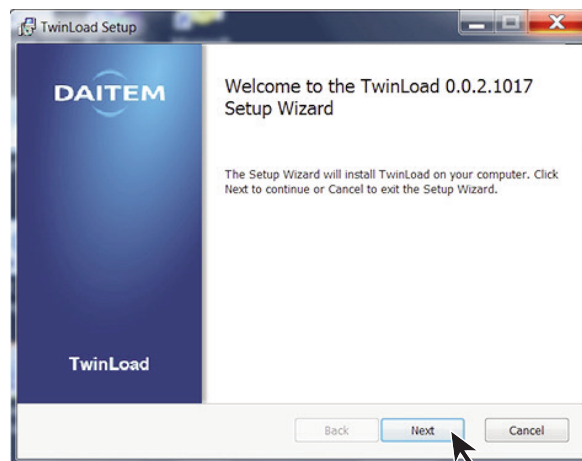 TwinLoad Setup
DAITEM
Welcome to the TwinLoad 0.0.2.1017
Setup Wizard
The Setup Wizard will install TwinLoad on your computer. Click
Next to continue or Cancel to exit the Setup Wizard.
TwinLoad
Back
Next
Cancel